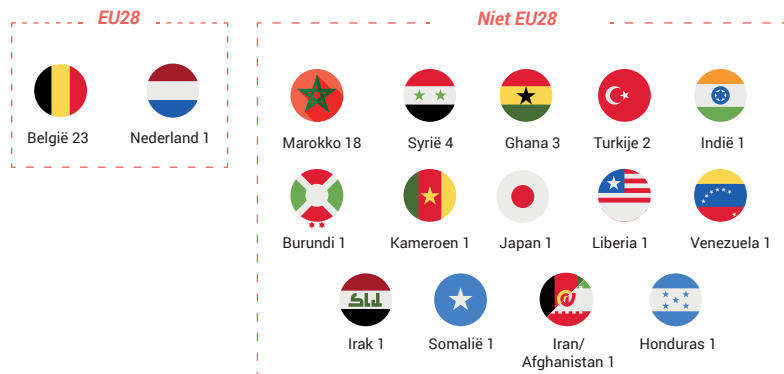 EU28
Niet EU28
België 23
Nederland 1
Marokko 18
Syrië 4
Ghana 3
Turkije 2
Indië 1
Burundi 1
Kameroen 1
Japan 1
Liberia 1
Venezuela 1
Irak 1
Somalië 1
Iran/
Afghanistan 1
Honduras 1